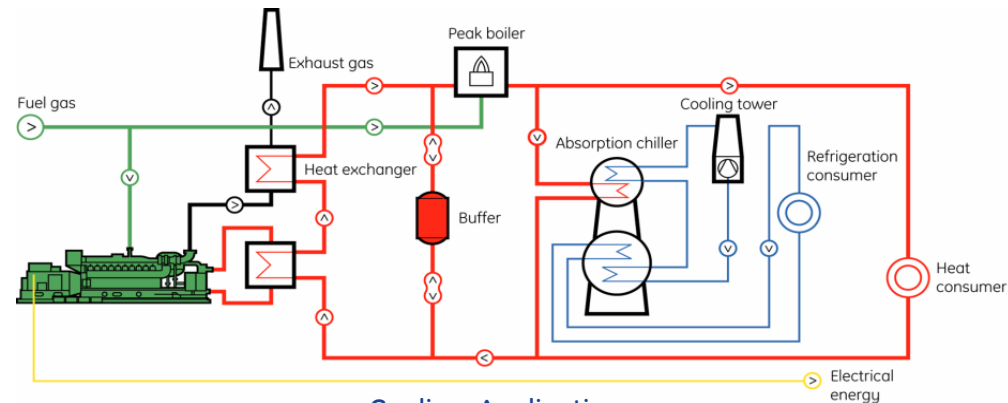 Peak boiler
Exhaust gas
Fuel gas
Cooling tower
Absorption chiller
Refrigeration
consumer
Heat exchanger
Buffer
Heat
consumer
Electrical
energy